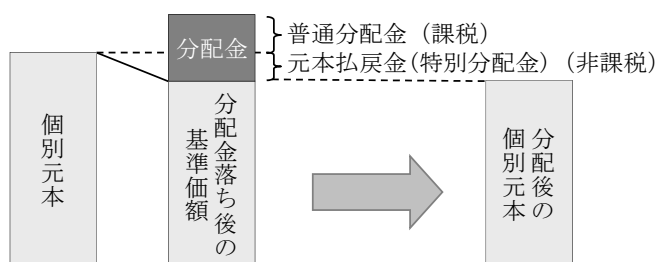 分配金
普通分配金（課税）
元本払戻金(特別分配金)（非課税）
個別元本
分配金落ち後の
基準価額
分配後の
個別元本